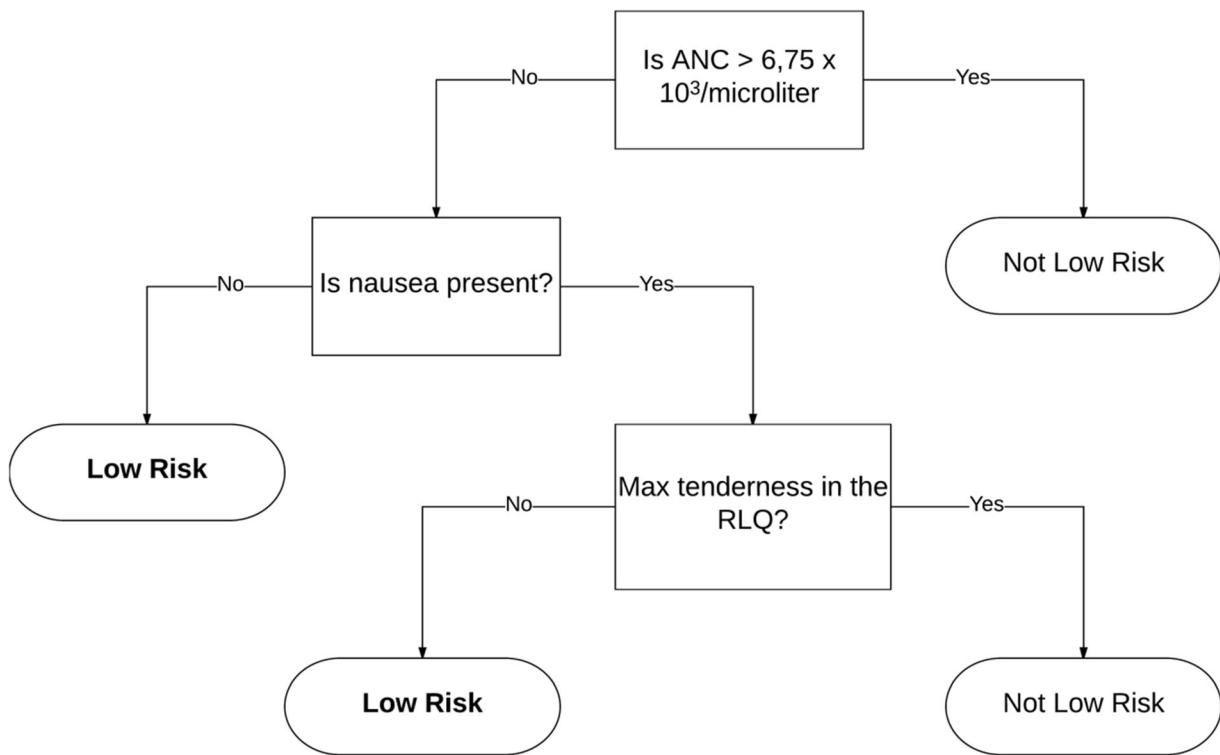 Is ANC > 6,75 x
10³/microliter
No
Yes
Not Low Risk
Is nausea present?
No
Yes
Low Risk
Max tenderness in the
RLQ?
No
Yes
Low Risk
Not Low Risk